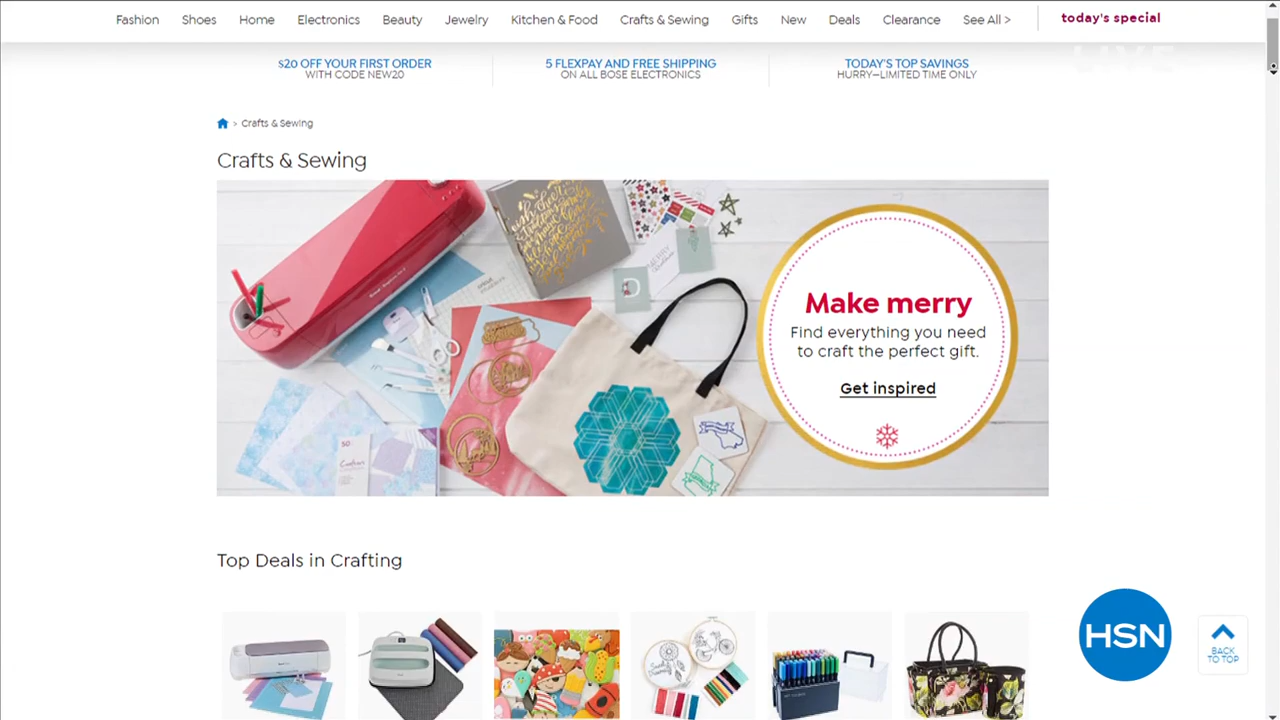 Fashion Shoes Home Electronics Beauty Jewelry Kitchen & Food Crafts & Sewing Gifts New Deals Clearance See All > today's special
$20 OFF YOUR FIRST ORDER
WITH CODE NEW20
5 FLEXPAY AND FREE SHIPPING
ON ALL BOSE ELECTRONICS
TODAY'S TOP SAVINGS
HURRY—LIMITED TIME ONLY
LIVE
> Crafts & Sewing
Crafts & Sewing
Make merry
Find everything you need
to craft the perfect gift.
Get inspired
Top Deals in Crafting
HSN
BACK
TO TOP